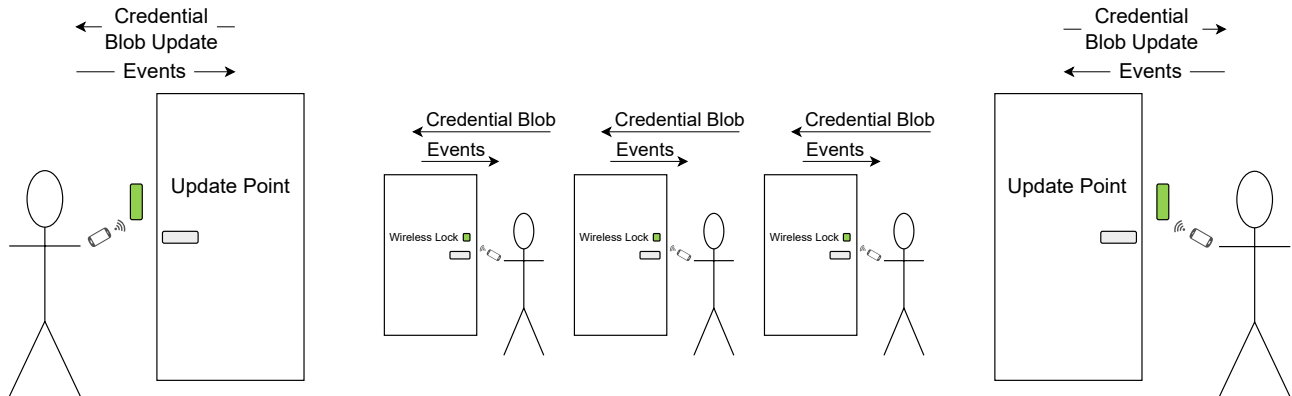 Credential
Blob Update
Events
Update Point
Credential Blob
Events
Wireless Lock
Credential Blob
Events
Wireless Lock
Credential Blob
Events
Wireless Lock
Credential
Blob Update
Events
Update Point